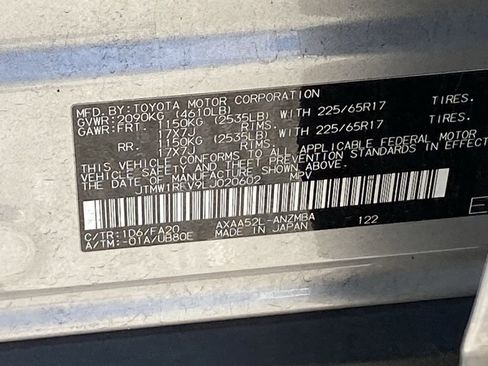 MFD.BY:TOYOTA MOTOR CORPORATION
GVWR:2090KG (4610LB)
GAWR:FRT. 1150KG (2535LB) WITH 225/65R17 TIRES.
17X7J RIMS.
RR. 1150KG (2535LB) WITH 225/65R17 TIRES.
17X7J RIMS.
THIS VEHICLE CONFORMS TO ALL APPLICABLE FEDERAL MOTOR
VEHICLE SAFETY AND BUMPER STANDARDS IN EFFECT ON THE
DATE OF MANUFACTURE SHOWN ABOVE.
JTMW1RFV9LJ020602 MPV
C/TR:1D6/FA20 AXAA52L-ANZMBA 122
A/TM:-01A/UB80E MADE IN JAPAN